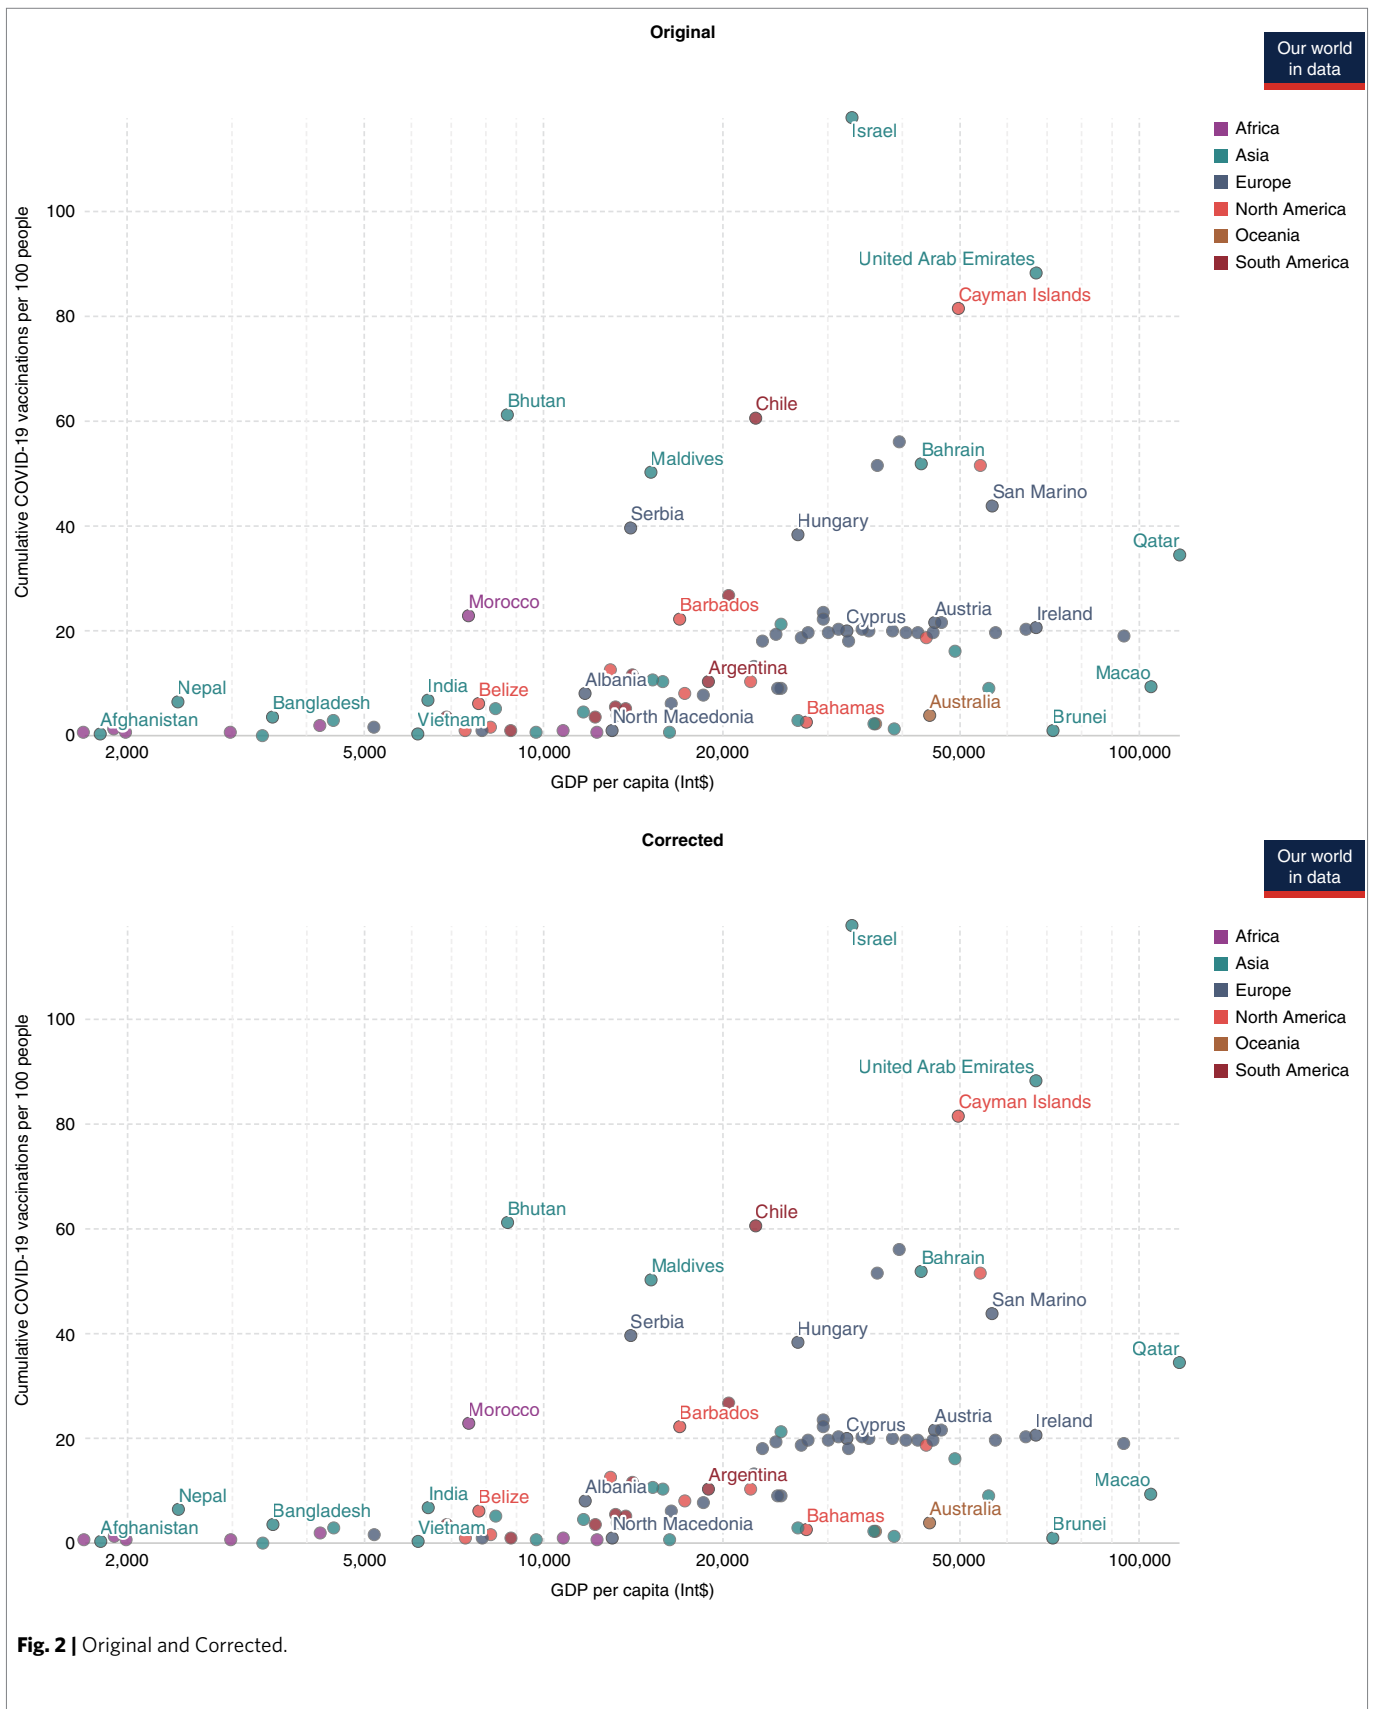 Original
Our world
in data
Israel
Africa
Asia
Europe
North America
Oceania
South America
Cumulative COVID-19 vaccinations per 100 people
100
80
60
40
20
0
United Arab Emirates
Cayman Islands
Bhutan
Chile
Maldives
Bahrain
San Marino
Serbia
Hungary
Qatar
Morocco
Barbados
Cyprus
Austria
Ireland
Argentina
Macao
Nepal
India
Belize
Albania
Bangladesh
Bahamas
Australia
Afghanistan
Vietnam
North Macedonia
Brunei
2,000
5,000
10,000
20,000
50,000
100,000
GDP per capita (Int$)
Corrected
Our world
in data
Israel
Africa
Asia
Europe
North America
Oceania
South America
Cumulative COVID-19 vaccinations per 100 people
100
80
60
40
20
0
United Arab Emirates
Cayman Islands
Bhutan
Chile
Maldives
Bahrain
San Marino
Serbia
Hungary
Qatar
Morocco
Barbados
Cyprus
Austria
Ireland
Argentina
Macao
Nepal
India
Belize
Albania
Bangladesh
Bahamas
Australia
Afghanistan
Vietnam
North Macedonia
Brunei
2,000
5,000
10,000
20,000
50,000
100,000
GDP per capita (Int$)
Fig. 2 | Original and Corrected.